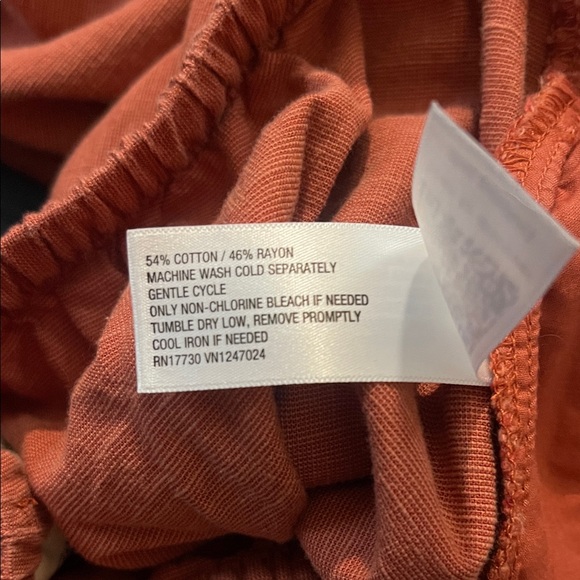 54% COTTON / 46% RAYON
MACHINE WASH COLD SEPARATELY
GENTLE CYCLE
ONLY NON-CHLORINE BLEACH IF NEEDED
TUMBLE DRY LOW, REMOVE PROMPTLY
COOL IRON IF NEEDED
RN17730 VN1247024